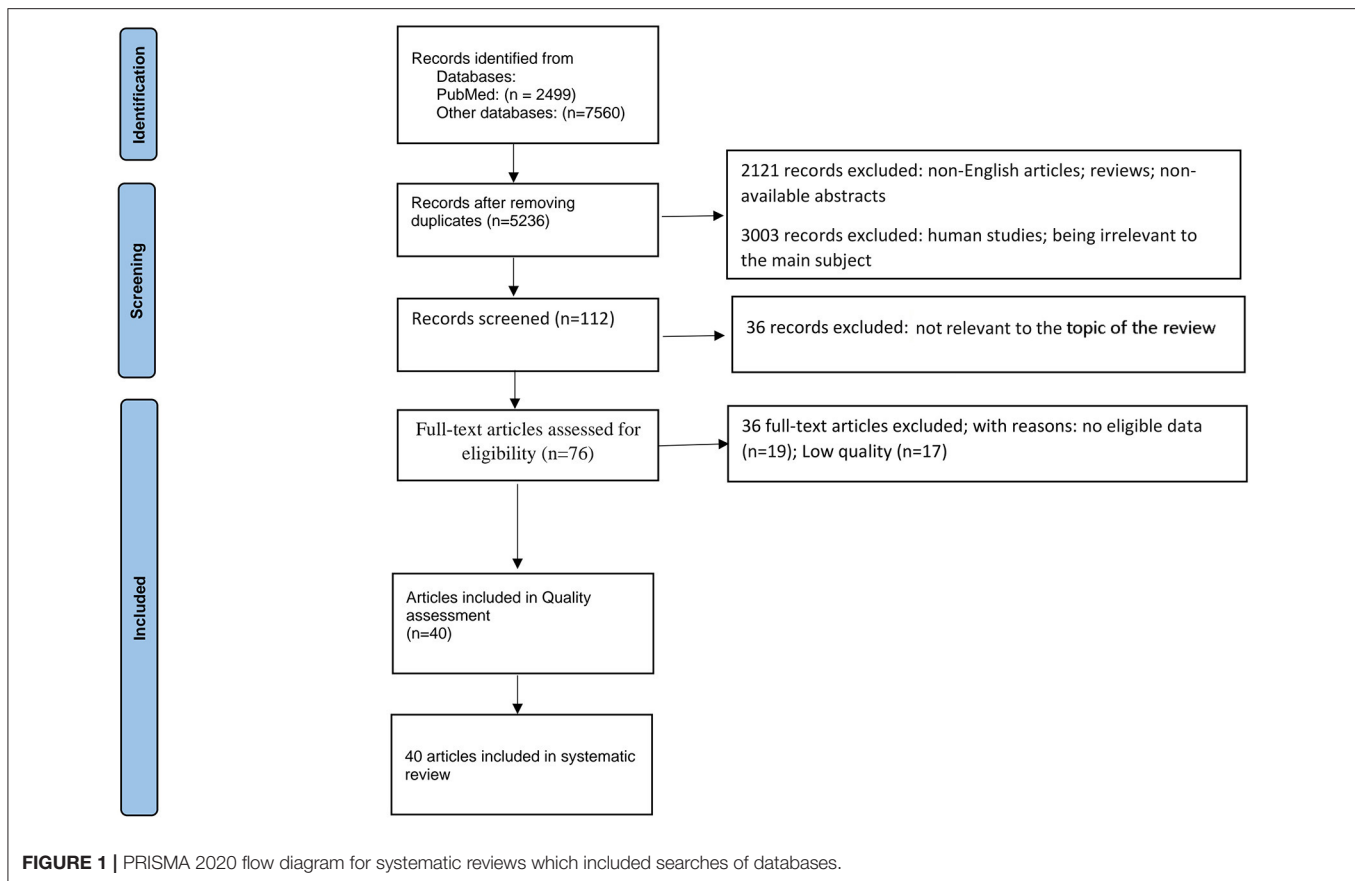 Identification
Records identified from
Databases:
PubMed: (n = 2499)
Other databases: (n=7560)
Screening
Records after removing
duplicates (n=5236)
2121 records excluded: non-English articles; reviews; non-
available abstracts
3003 records excluded: human studies; being irrelevant to
the main subject
Records screened (n=112)
36 records excluded: not relevant to the topic of the review
Included
Full-text articles assessed for
eligibility (n=76)
36 full-text articles excluded; with reasons: no eligible data
(n=19); Low quality (n=17)
Articles included in Quality
assessment
(n=40)
40 articles included in systematic
review
FIGURE 1 | PRISMA 2020 flow diagram for systematic reviews which included searches of databases.